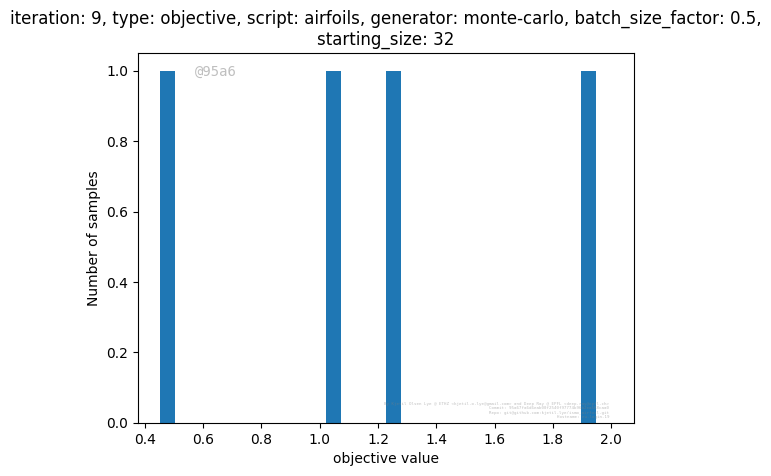 iteration: 9, type: objective, script: airfoils, generator: monte-carlo, batch_size_factor: 0.5,
starting_size: 32
@95a6
1.0
0.8
0.6
0.4
0.2
0.0
Number of samples
0.4 0.6 0.8 1.0 1.2 1.4 1.6 1.8 2.0
objective value